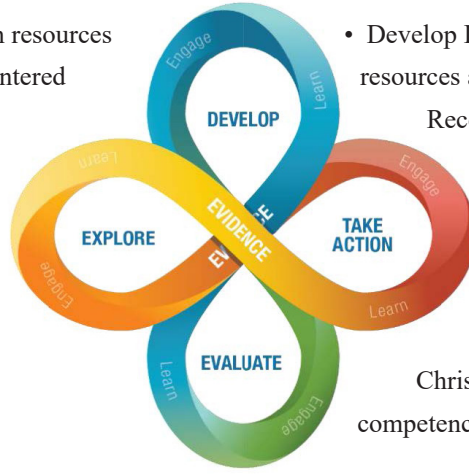 resources
ntered
• Develop
resources
Rec
Engage
Learn
DEVELOP
Learn
Engage
EVIDENCE
EXPLORE
TAKE
ACTION
Engage
Learn
EVALUATE
Learn
Engage
Chris
competenc